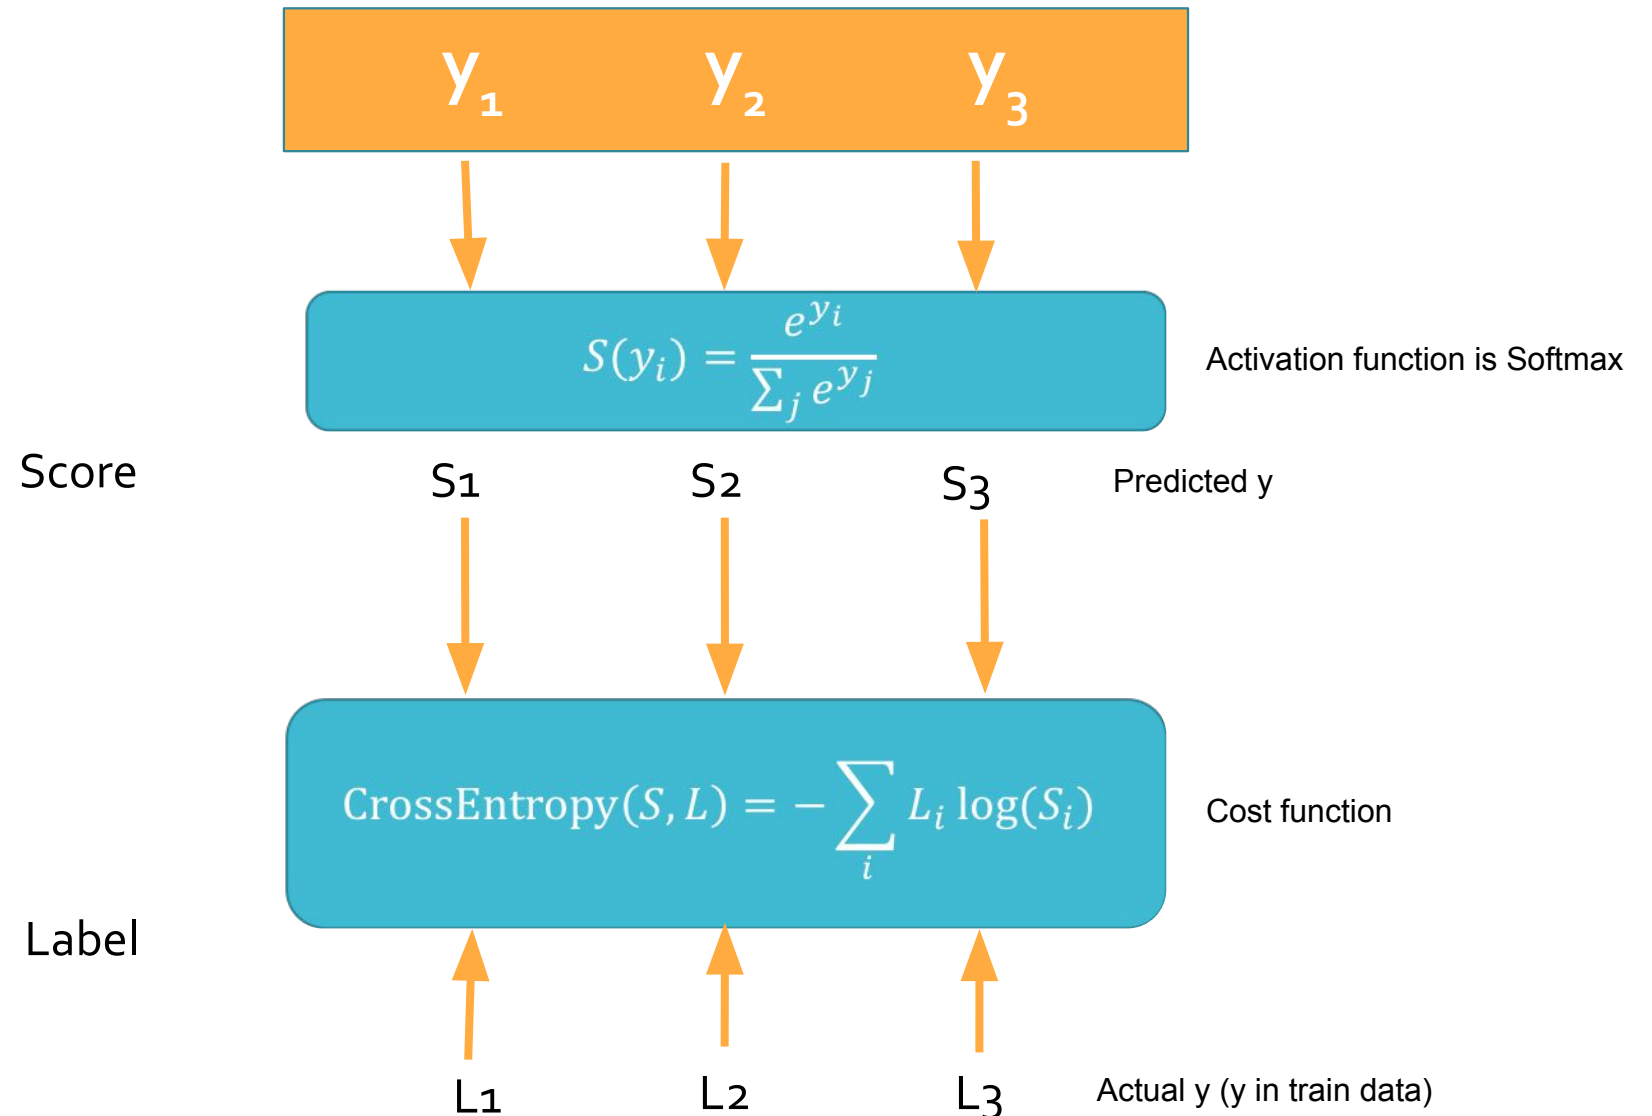 y₁ y₂ y₃
S(yᵢ) = e^{yᵢ} / ∑ⱼ e^{yⱼ}
Activation function is Softmax
Score S1 S2 S3 Predicted y
CrossEntropy(S, L) = − ∑ᵢ Lᵢ log(Sᵢ)
Cost function
Label
L1 L2 L3 Actual y (y in train data)